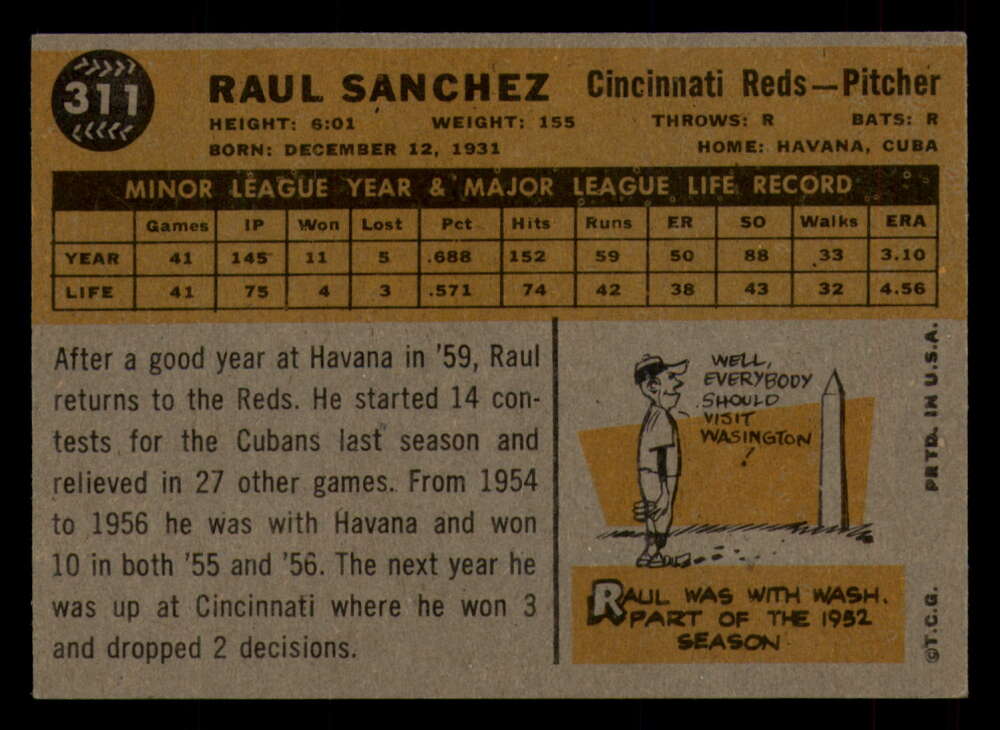 311
RAUL SANCHEZ Cincinnati Reds—Pitcher
HEIGHT: 6:01 WEIGHT: 155 THROWS: R BATS: R
BORN: DECEMBER 12, 1931 HOME: HAVANA, CUBA
MINOR LEAGUE YEAR & MAJOR LEAGUE LIFE RECORD
Games IP Won Lost Pct Hits Runs ER SO Walks ERA
YEAR 41 145 11 5 .688 152 59 50 88 33 3.10
LIFE 41 75 4 3 .571 74 42 38 43 32 4.56
After a good year at Havana in '59, Raul
returns to the Reds. He started 14 con-
tests for the Cubans last season and
relieved in 27 other games. From 1954
to 1956 he was with Havana and won
10 in both '55 and '56. The next year he
was up at Cincinnati where he won 3
and dropped 2 decisions.
WELL,
EVERYBODY
SHOULD
VISIT
WASINGTON
!
RAUL WAS WITH WASH.
PART OF THE 1952
SEASON
©T.C.G. PRTD. IN U.S.A.